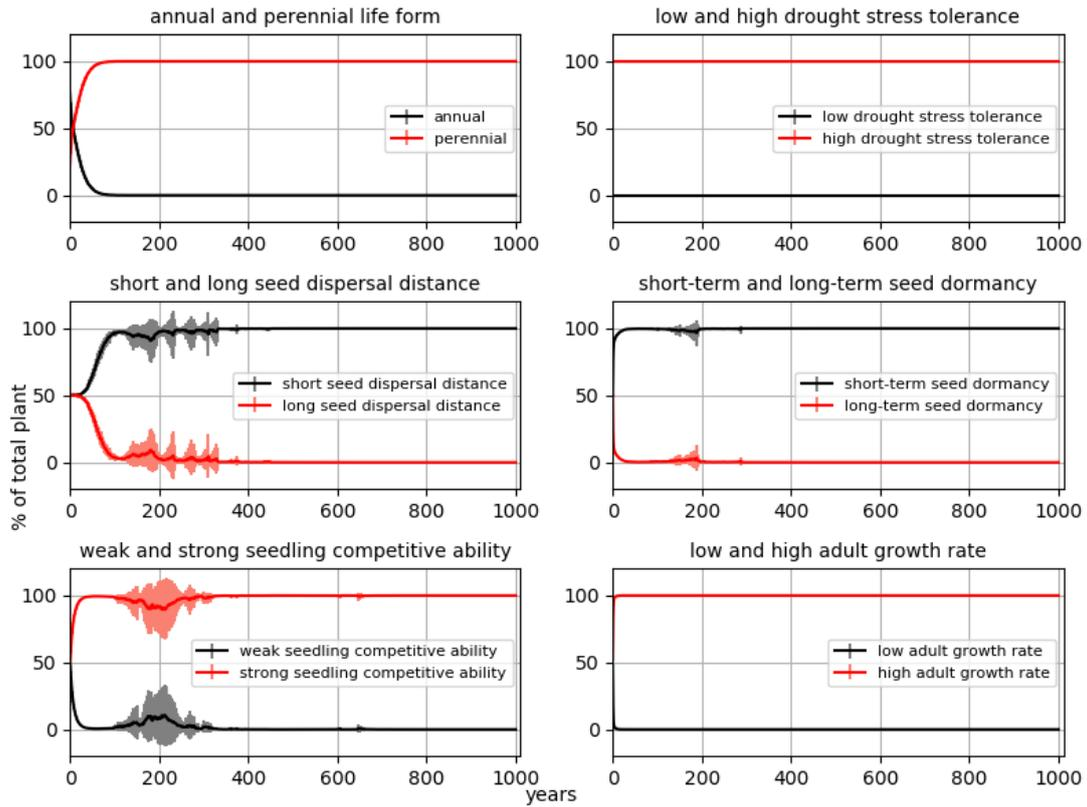 annual and perennial life form
100
50
0
annual
perennial
0 200 400 600 800 1000
low and high drought stress tolerance
100
50
0
low drought stress tolerance
high drought stress tolerance
0 200 400 600 800 1000
short and long seed dispersal distance
100
50
0
short seed dispersal distance
long seed dispersal distance
0 200 400 600 800 1000
short-term and long-term seed dormancy
100
50
0
short-term seed dormancy
long-term seed dormancy
0 200 400 600 800 1000
% of total plant
weak and strong seedling competitive ability
100
50
0
weak seedling competitive ability
strong seedling competitive ability
0 200 400 600 800 1000
low and high adult growth rate
100
50
0
low adult growth rate
high adult growth rate
0 200 400 600 800 1000
years